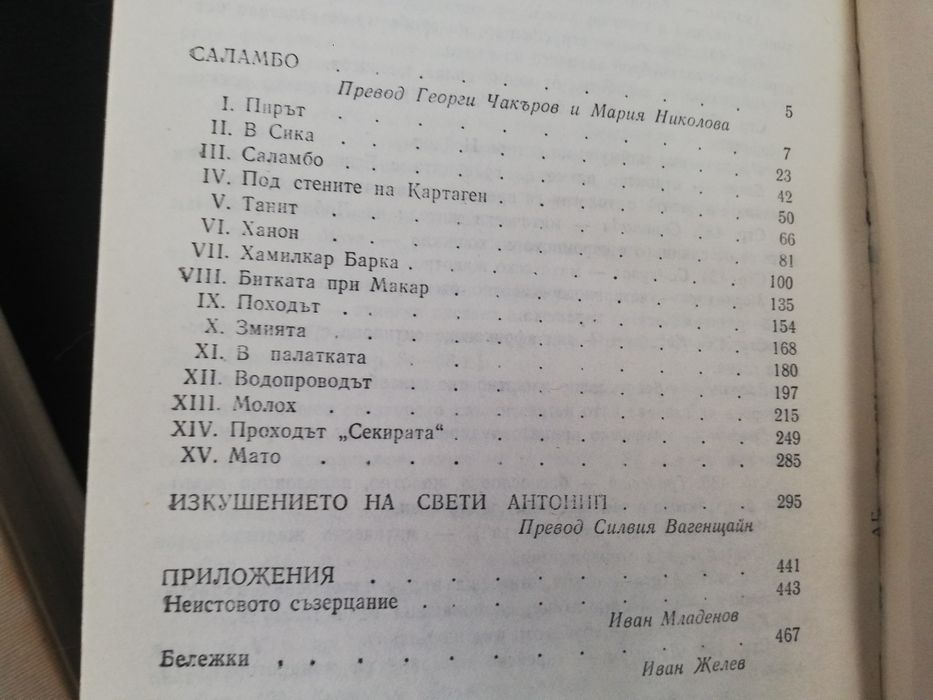 САЛАМБО . . . . . . . . . . 5
Превод Георги Чакъров и Мария Николова
I. Пирът . . . . . . . . . . 7
II. В Сика . . . . . . . . . . 23
III. Саламбо . . . . . . . . . . 42
IV. Под стените на Картаген . . . . . . 50
V. Танит . . . . . . . . . . 66
VI. Ханон . . . . . . . . . . 81
VII. Хамилкар Барка . . . . . . . . 100
VIII. Битката при Макар . . . . . . . 135
IX. Походът . . . . . . . . . . 154
X. Змията . . . . . . . . . . 168
XI. В палатката . . . . . . . . . 180
XII. Водопроводът . . . . . . . . 197
XIII. Молох . . . . . . . . . . 215
XIV. Проходът „Секирата“ . . . . . . . 249
XV. Мато . . . . . . . . . . 285
ИЗКУШЕНИЕТО НА СВЕТИ АНТОНИЙ . . . . 295
Превод Силвия Вагенщайн
ПРИЛОЖЕНИЯ . . . . . . . . . 441
Неистовото съзерцание . . . . . . . . 443
Иван Младенов
Бележки . . . . . . . . . . 467
Иван Желев